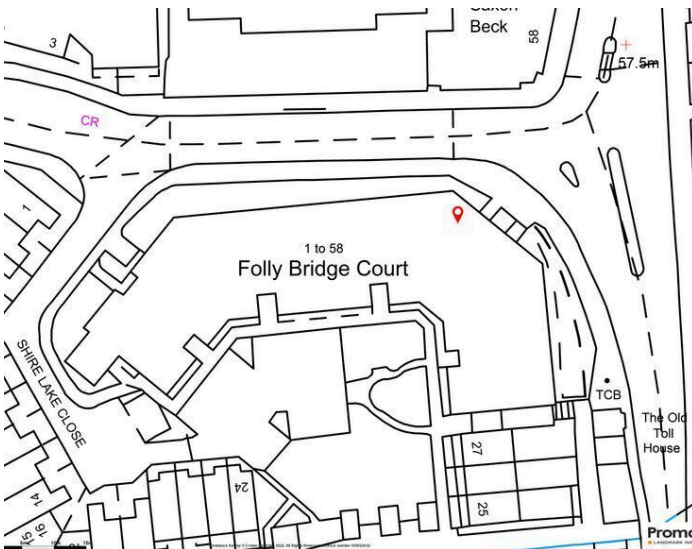 Beck
3
58
57.5m
CR
1
1 to 58
Folly Bridge Court
SHIRE LAKE CLOSE
TCB
The Old
Toll
House
27
24
25
14
16
15
Promo